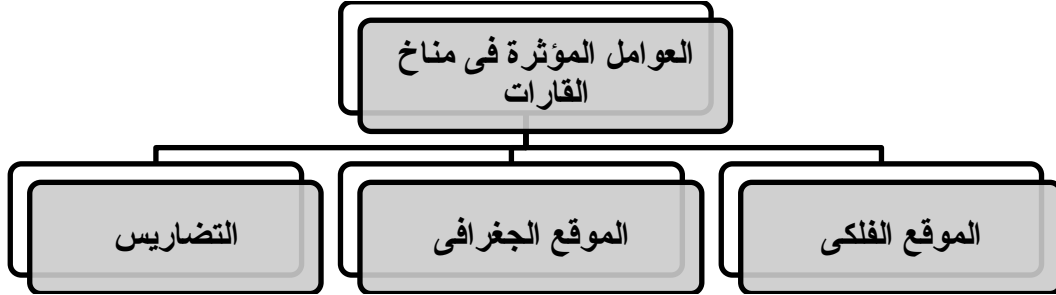 العوامل المؤثرة فى مناخ
القارات
الموقع الفلكى
الموقع الجغرافى
التضاريس